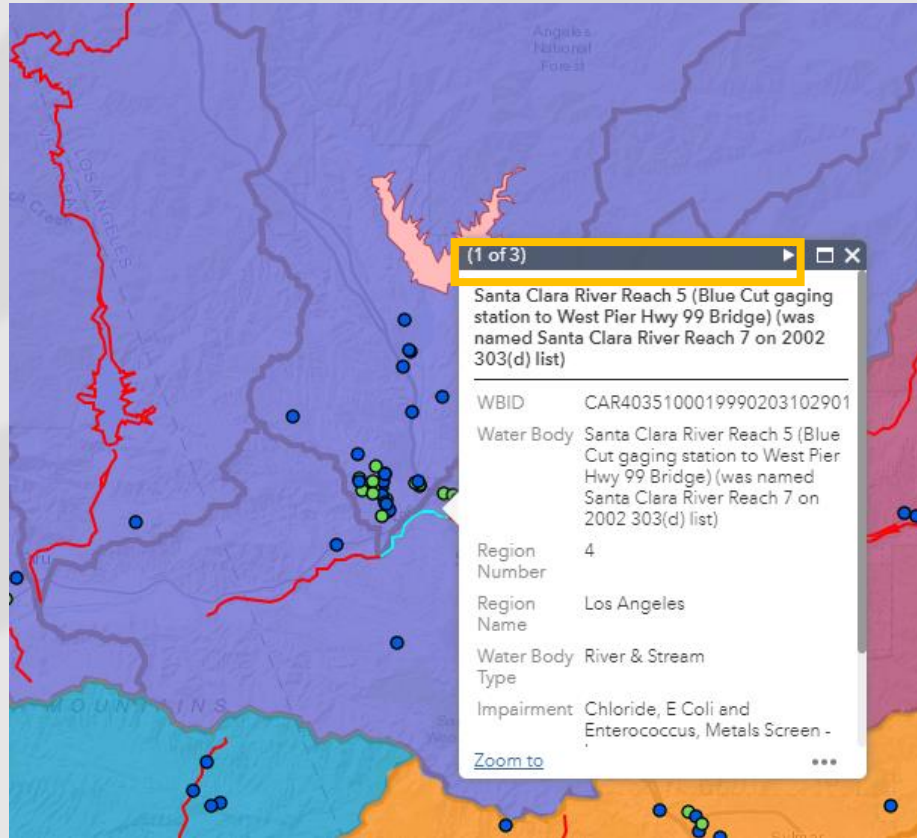 Angeles
National
Forest
LOS ANGELES
(1 of 3)
Santa Clara River Reach 5 (Blue Cut gaging
station to West Pier Hwy 99 Bridge) (was
named Santa Clara River Reach 7 on 2002
303(d) list)
WBID CAR4035100019990203102901
Water Body Santa Clara River Reach 5 (Blue
Cut gaging station to West Pier
Hwy 99 Bridge) (was named
Santa Clara River Reach 7 on
2002 303(d) list)
Region Number 4
Region Name Los Angeles
Water Body Type River & Stream
Impairment Chloride, E Coli and
Enterococcus, Metals Screen -
Zoom to
MOUNTAINS
Sylmar